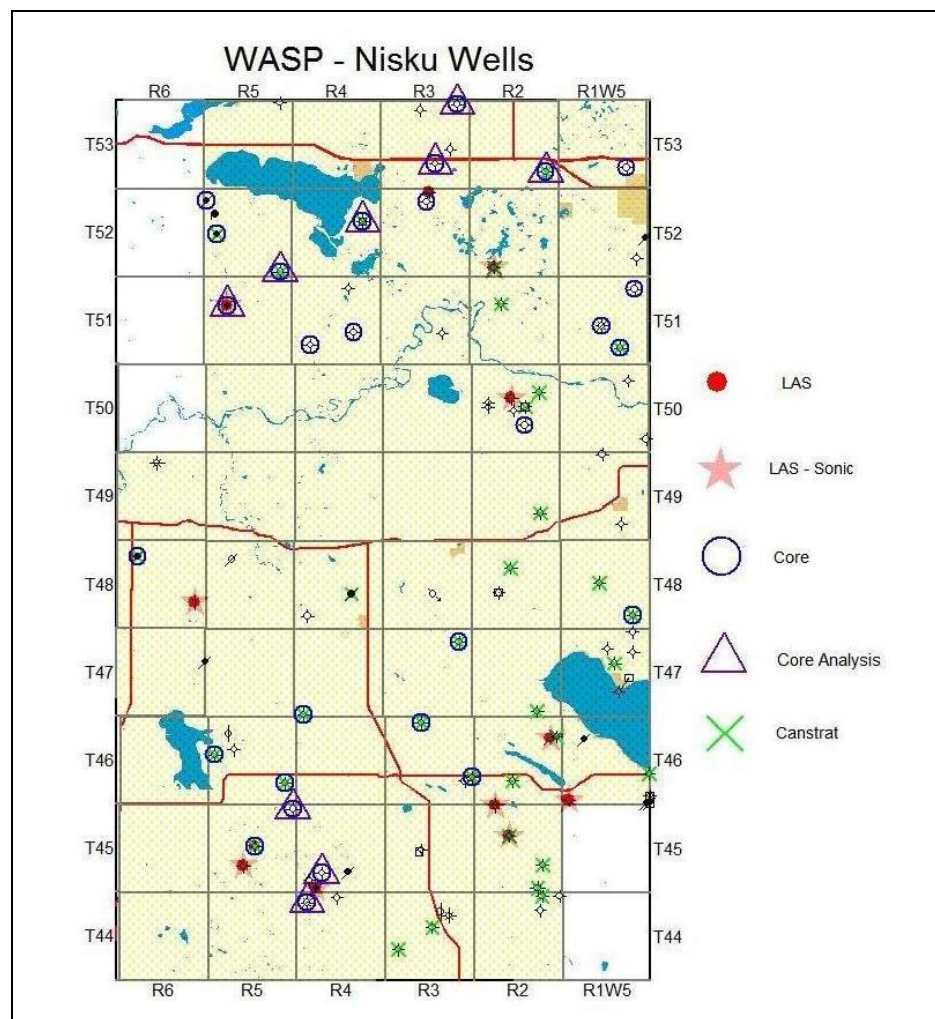 WASP - Nisku Wells
R6 R5 R4 R3 R2 R1W5
T53 T53
T52 T52
T51 T51
T50 T50
T49 T49
T48 T48
T47 T47
T46 T46
T45 T45
T44 T44
R6 R5 R4 R3 R2 R1W5
LAS
LAS - Sonic
Core
Core Analysis
Canstrat